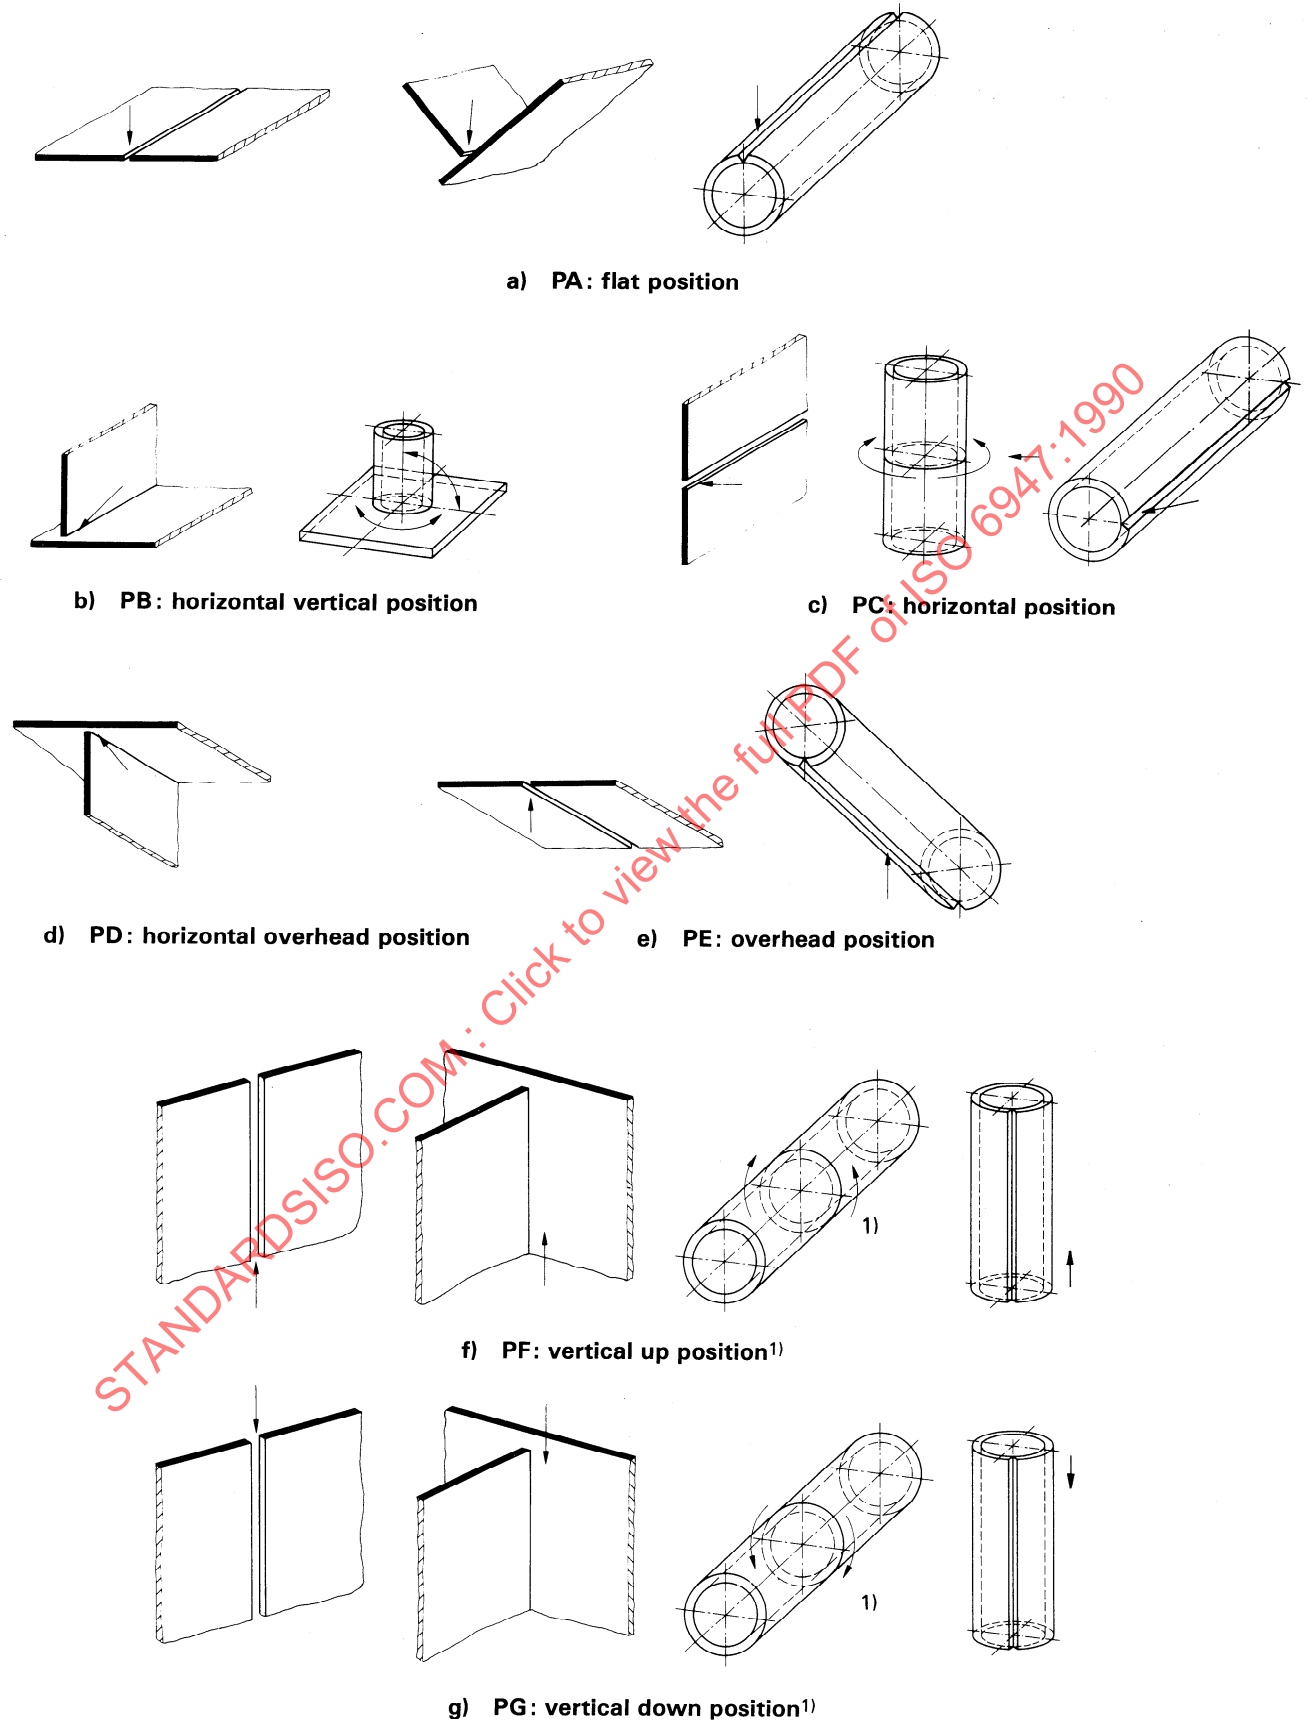 a) PA: flat position
b) PB: horizontal vertical position
c) PC: horizontal position
d) PD: horizontal overhead position
e) PE: overhead position
1)
f) PF: vertical up position1)
1)
g) PG: vertical down position1)
STANDARDSISO.COM : Click to view the full PDF of ISO 6947:1990